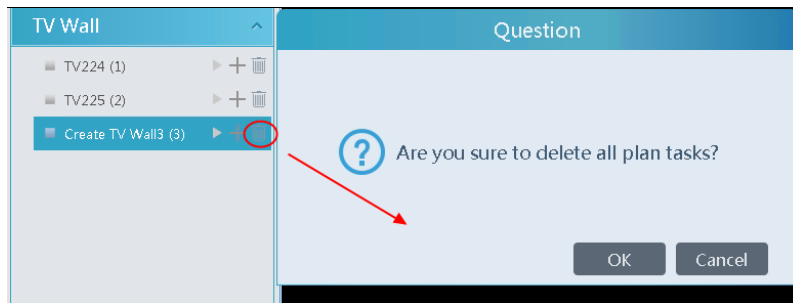 TV Wall
TV224 (1)
TV225 (2)
Create TV Wall3 (3)
Question
Are you sure to delete all plan tasks?
OK
Cancel